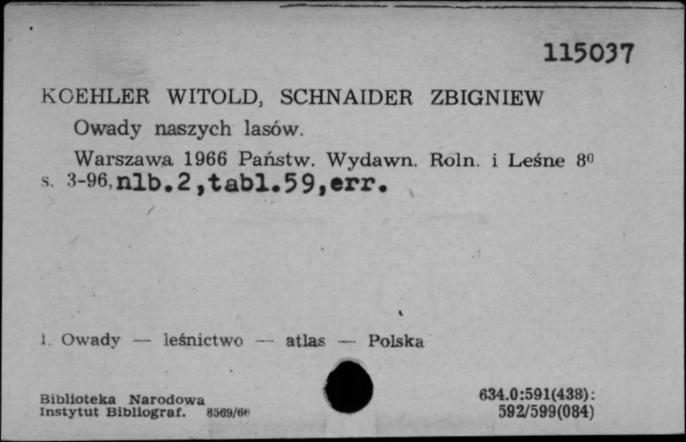 115037
KOEHLER WITOLD, SCHNAIDER ZBIGNIEW
Owady naszych lasów.
Warszawa 1966 Państw. Wydawn. Roln. i Leśne 8⁰
s. 3-96, nlb.2,tabl.59,err.
1. Owady — leśnictwo — atlas — Polska
Biblioteka Narodowa
Instytut Bibliograf. 8569/66
634.0:591(438):
592/599(084)